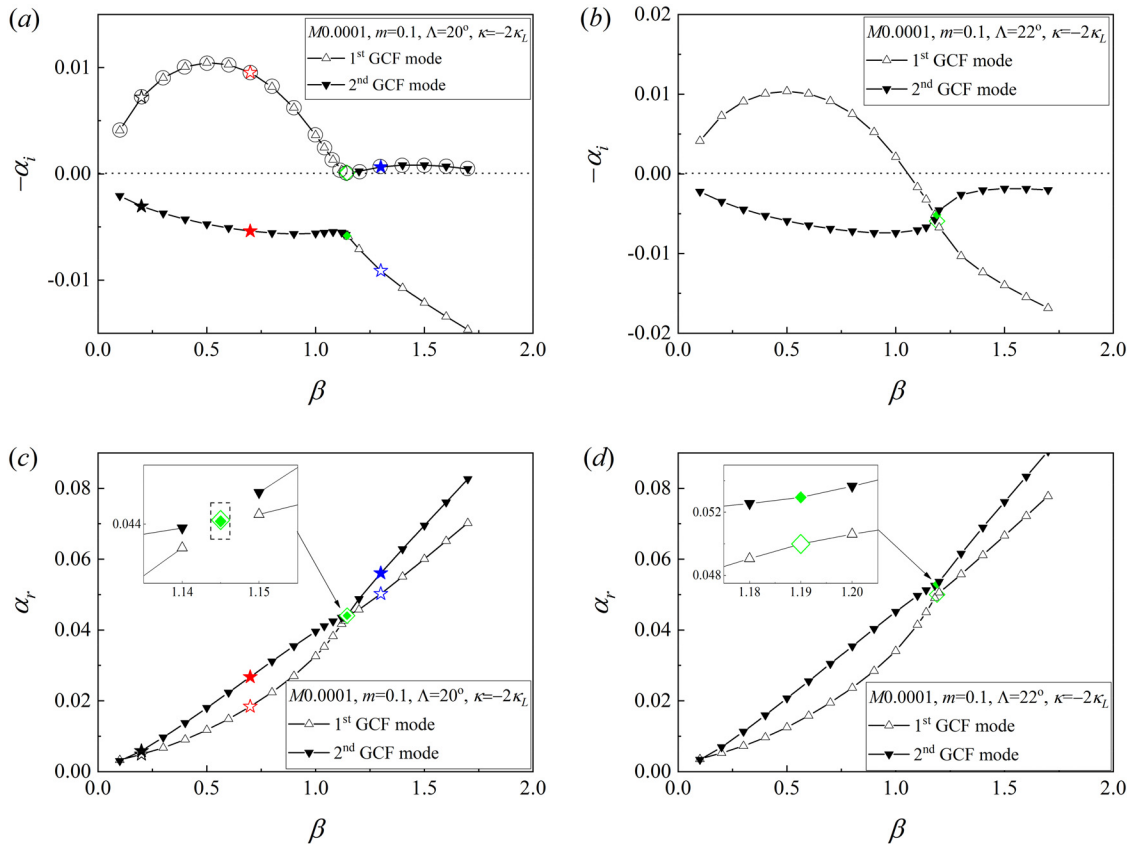 (a)
M0.0001, m=0.1, Λ=20°, κ=−2κL
1st GCF mode
2nd GCF mode
0.01
0.00
-0.01
−αi
0.0 0.5 1.0 1.5 2.0
β
(b)
M0.0001, m=0.1, Λ=22°, κ=−2κL
1st GCF mode
2nd GCF mode
0.02
0.01
0.00
-0.01
-0.02
−αi
0.0 0.5 1.0 1.5 2.0
β
(c)
0.044
1.14 1.15
M0.0001, m=0.1, Λ=20°, κ=−2κL
1st GCF mode
2nd GCF mode
0.08
0.06
0.04
0.02
0.00
αr
0.0 0.5 1.0 1.5 2.0
β
(d)
0.052
0.048
1.18 1.19 1.20
M0.0001, m=0.1, Λ=22°, κ=−2κL
1st GCF mode
2nd GCF mode
0.08
0.06
0.04
0.02
0.00
αr
0.0 0.5 1.0 1.5 2.0
β